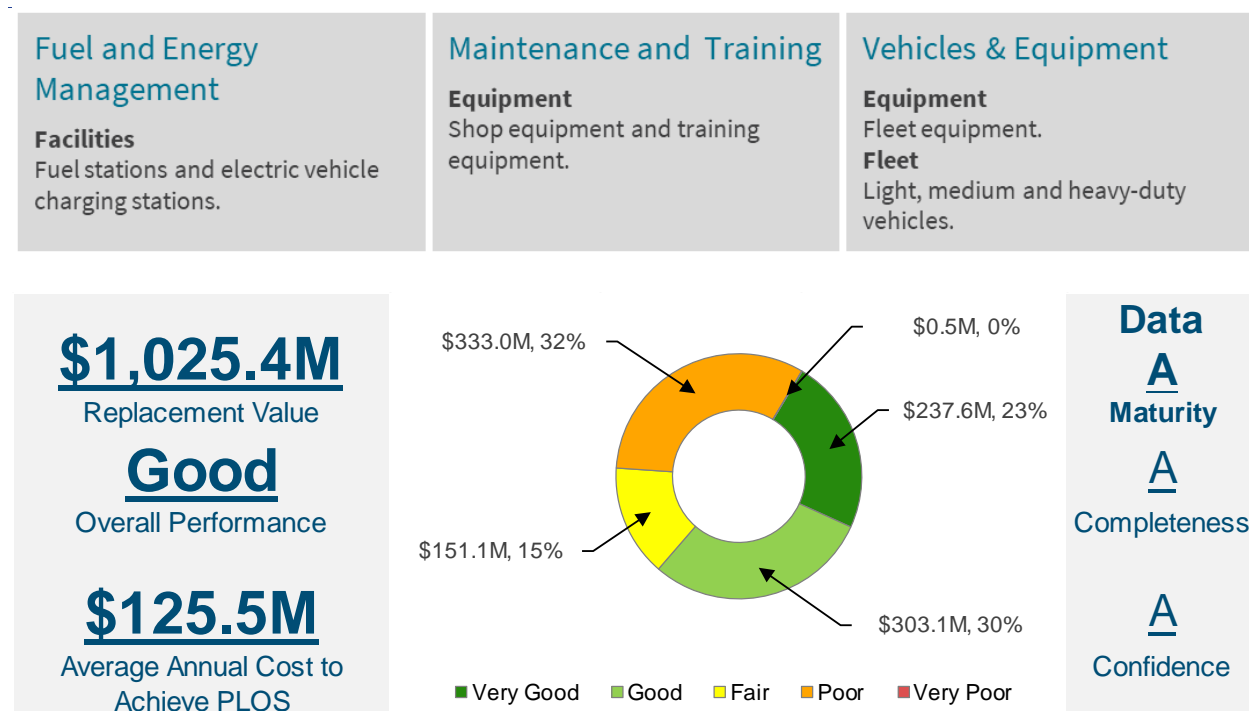 Fuel and Energy
Management
Facilities
Fuel stations and electric vehicle
charging stations.
Maintenance and Training
Equipment
Shop equipment and training
equipment.
Vehicles & Equipment
Equipment
Fleet equipment.
Fleet
Light, medium and heavy-duty
vehicles.
$1,025.4M
Replacement Value
Good
Overall Performance
$125.5M
Average Annual Cost to
Achieve PLOS
$333.0M, 32%
$0.5M, 0%
$237.6M, 23%
$151.1M, 15%
$303.1M, 30%
Very Good
Good
Fair
Poor
Very Poor
Data
A
Maturity
A
Completeness
A
Confidence